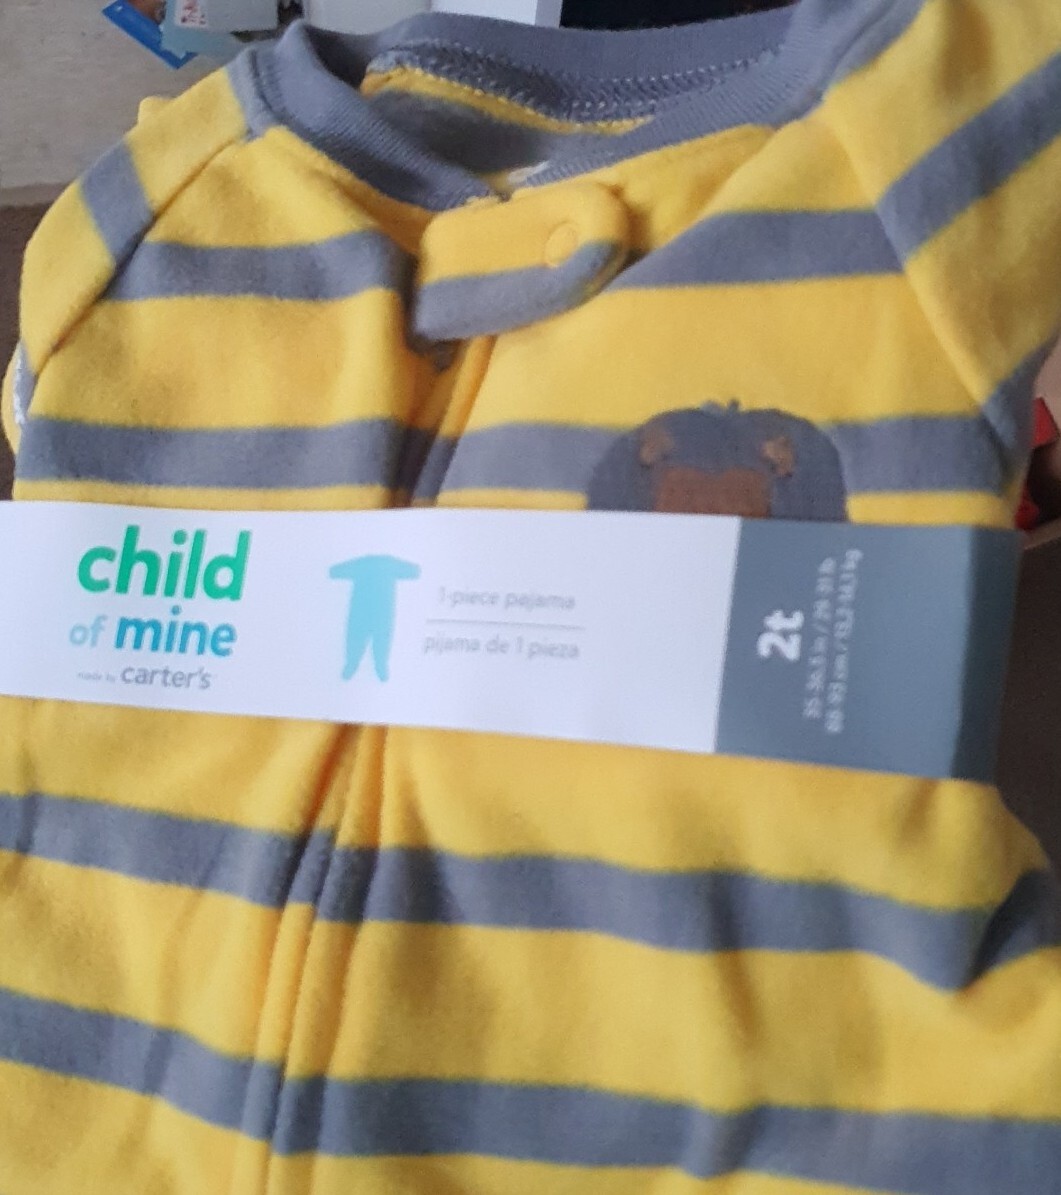 child
of mine
made by carter's
1-piece pajama
pijama de 1 pieza
2t